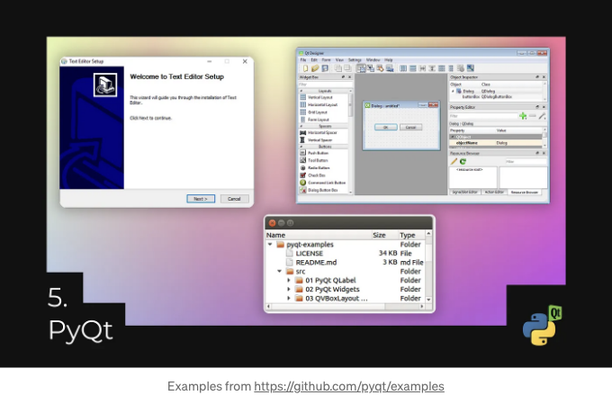 Text Editor Setup
Welcome to Text Editor Setup
The wizard will guide you through the installation of Text
Editor.
Click Next to continue.
Next >
Cancel
Qt Designer
File Edit Form View Settings Window Help
Widget Box
Filter
Layouts
Vertical Layout
Horizontal Layout
Grid Layout
Form Layout
Spacers
Horizontal Spacer
Vertical Spacer
Buttons
Push Button
Tool Button
Radio Button
Check Box
Command Link Button
Dialog Button Box
Dialog - untitled*
OK
Cancel
Object Inspector
Object Class
Dialog QDialog
buttonBox QDialogButtonBox
Property Editor
Filter
Dialog : QDialog
Property Value
QObject
objectName Dialog
Resource Browser
Filter
<resource root>
Signal/Slot Editor Action Editor Resource Browser
Name Size Type
pyqt-examples Folder
LICENSE 34 KB File
README.md 3 KB md File
src Folder
01 PyQt QLabel Folder
02 PyQt Widgets Folder
03 QVBoxLayout ... Folder
5.
PyQt
Qt
Examples from https://github.com/pyqt/examples